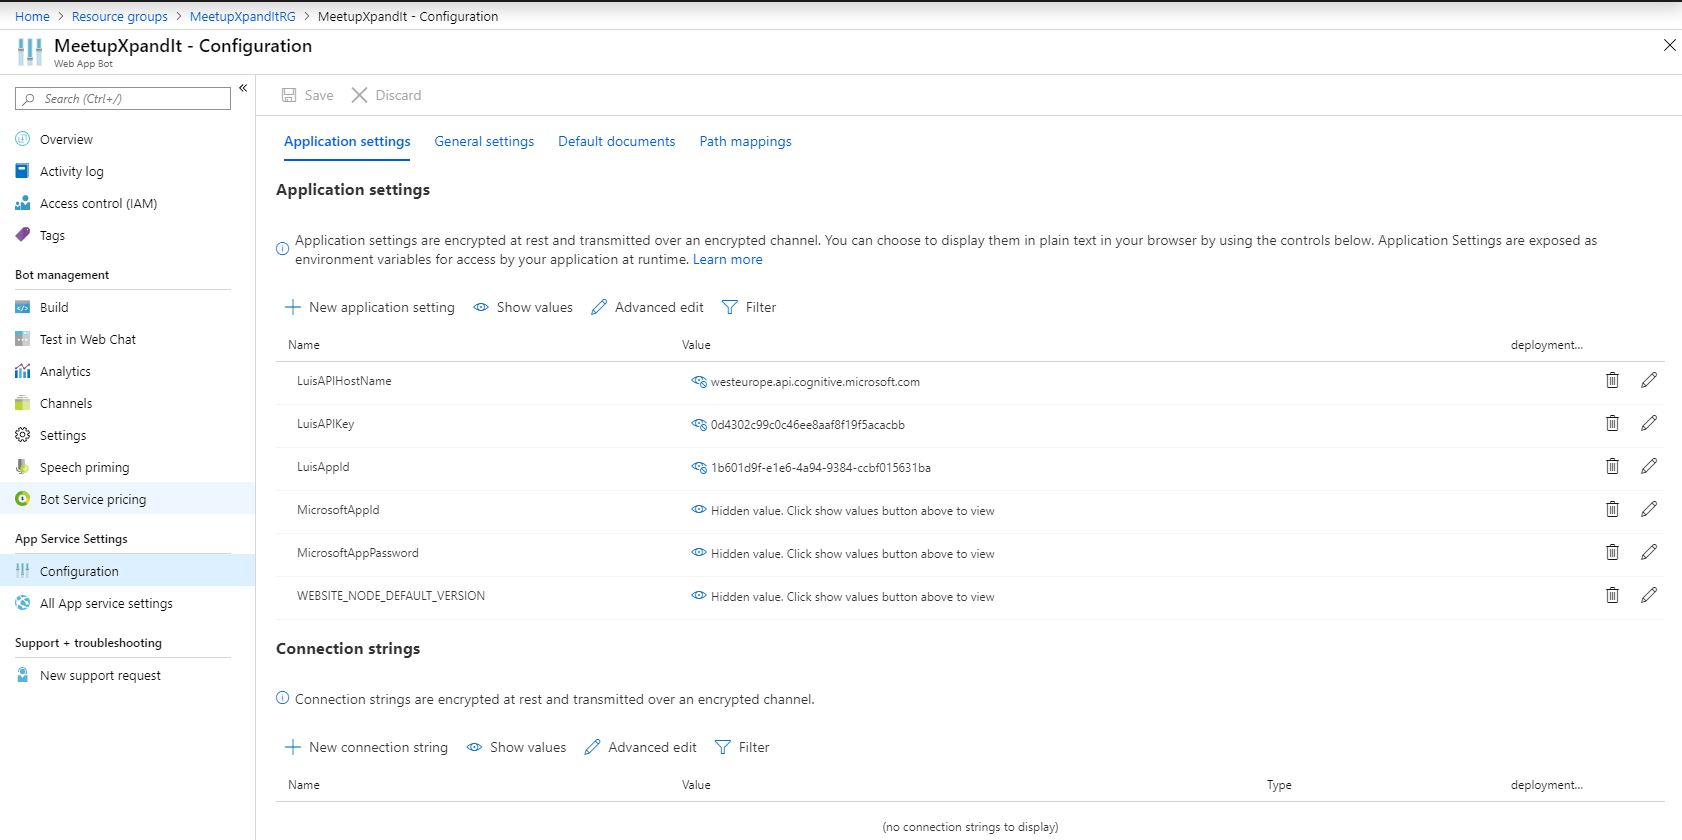 Home > Resource groups > MeetupXpandItRG > MeetupXpandIt - Configuration
MeetupXpandIt - Configuration
Web App Bot
Search (Ctrl+/)
«
Overview
Activity log
Access control (IAM)
Tags
Bot management
Build
Test in Web Chat
Analytics
Channels
Settings
Speech priming
Bot Service pricing
App Service Settings
Configuration
All App service settings
Support + troubleshooting
New support request
Save Discard
Application settings General settings Default documents Path mappings
Application settings
Application settings are encrypted at rest and transmitted over an encrypted channel. You can choose to display them in plain text in your browser by using the controls below. Application Settings are exposed as
environment variables for access by your application at runtime. Learn more
New application setting Show values Advanced edit Filter
Name Value deployment...
LuisAPIHostName westeurope.api.cognitive.microsoft.com
LuisAPIKey 0d4302c99c0c46ee8aaf8f19f5acacbb
LuisAppId 1b601d9f-e1e6-4a94-9384-ccbf015631ba
MicrosoftAppId Hidden value. Click show values button above to view
MicrosoftAppPassword Hidden value. Click show values button above to view
WEBSITE_NODE_DEFAULT_VERSION Hidden value. Click show values button above to view
Connection strings
Connection strings are encrypted at rest and transmitted over an encrypted channel.
New connection string Show values Advanced edit Filter
Name Value Type deployment...
(no connection strings to display)